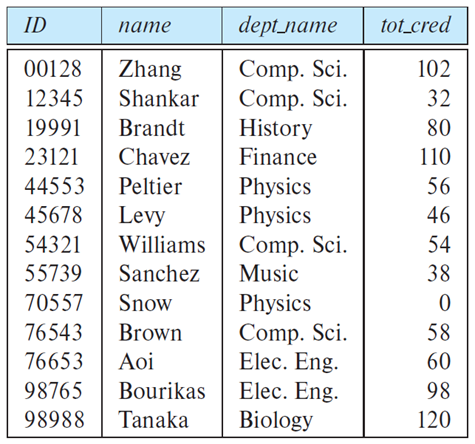 ID name dept_name tot_cred
00128 Zhang Comp. Sci. 102
12345 Shankar Comp. Sci. 32
19991 Brandt History 80
23121 Chavez Finance 110
44553 Peltier Physics 56
45678 Levy Physics 46
54321 Williams Comp. Sci. 54
55739 Sanchez Music 38
70557 Snow Physics 0
76543 Brown Comp. Sci. 58
76653 Aoi Elec. Eng. 60
98765 Bourikas Elec. Eng. 98
98988 Tanaka Biology 120